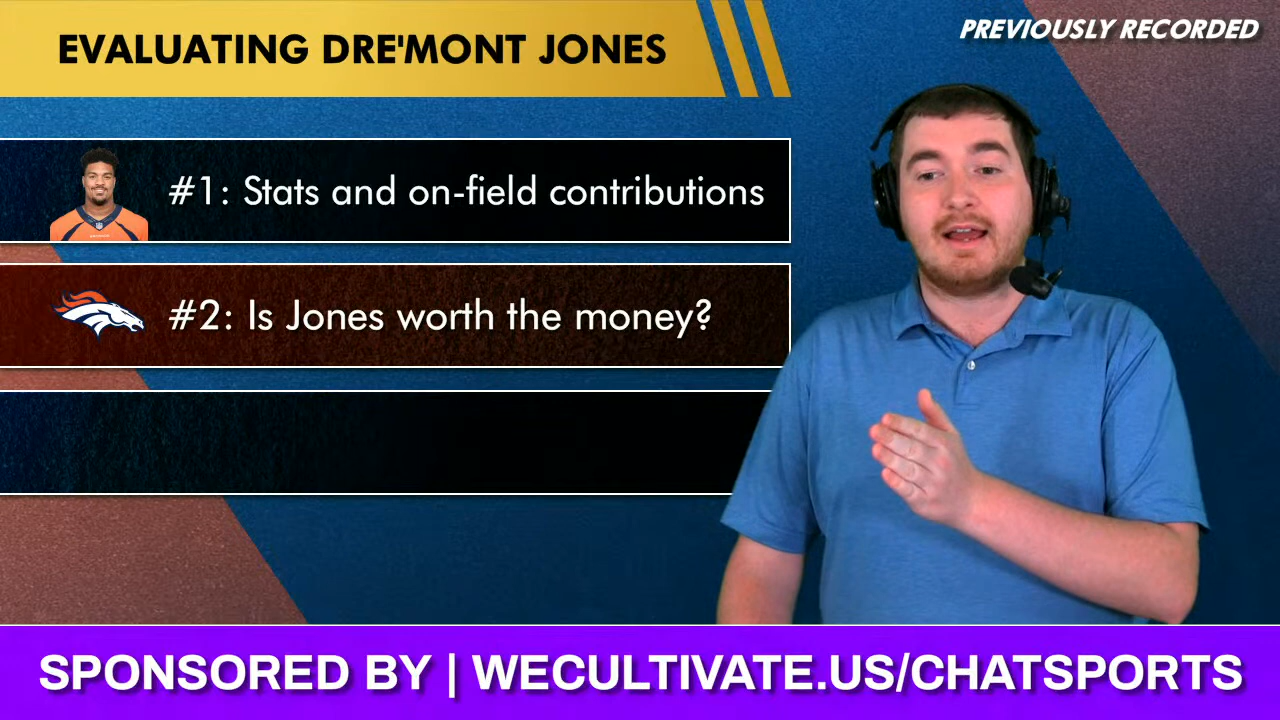 EVALUATING DRE'MONT JONES
PREVIOUSLY RECORDED
#1: Stats and on-field contributions
#2: Is Jones worth the money?
SPONSORED BY | WECULTIVATE.US/CHATSPORTS